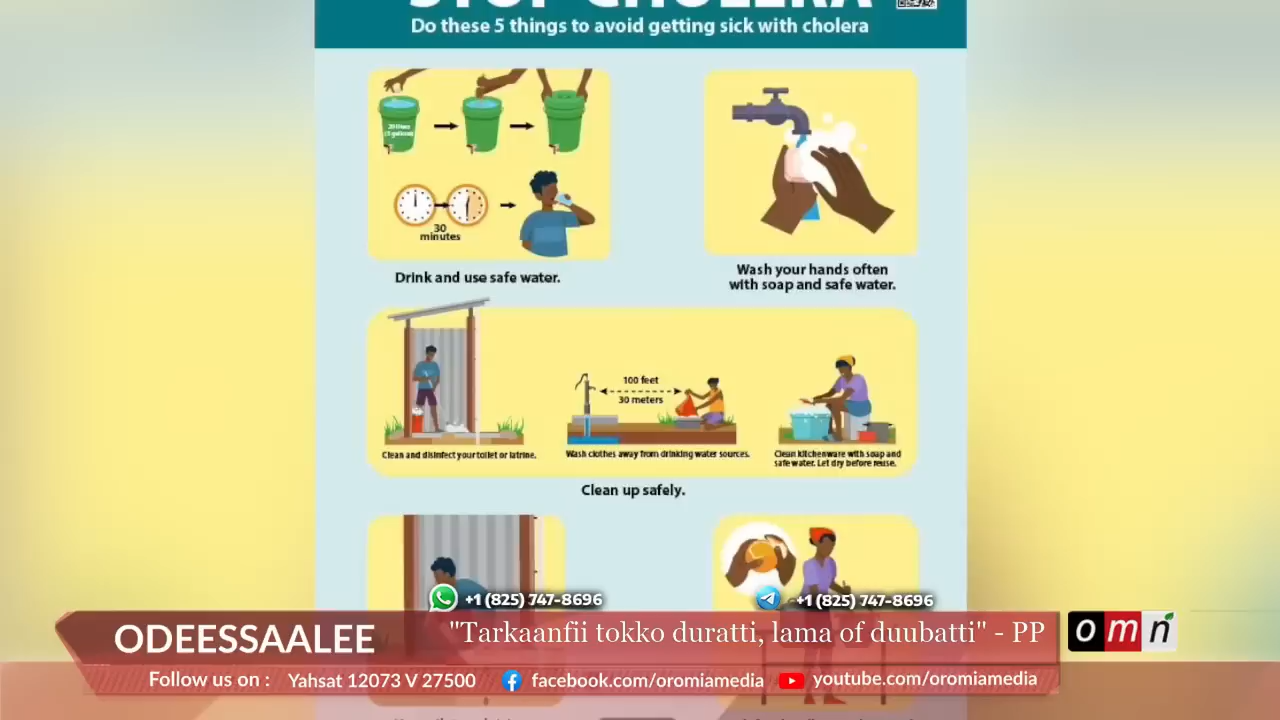 STOP CHOLERA
Do these 5 things to avoid getting sick with cholera
30
minutes
Drink and use safe water.
Wash your hands often
with soap and safe water.
100 feet
30 meters
Clean and disinfect your toilet or latrine.
Wash clothes away from drinking water sources.
Clean kitchenware with soap and
safe water. Let dry before reuse.
Clean up safely.
+1 (825) 747-8696
+1 (825) 747-8696
ODEESSAALEE
"Tarkaanfii tokko duratti, lama of duubatti" - PP
omn
Follow us on : Yahsat 12073 V 27500 facebook.com/oromiamedia youtube.com/oromiamedia